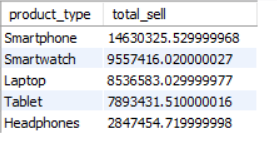 product_type total_sell
Smartphone 14630325.529999968
Smartwatch 9557416.020000027
Laptop 8536583.029999977
Tablet 7893431.510000016
Headphones 2847454.719999998